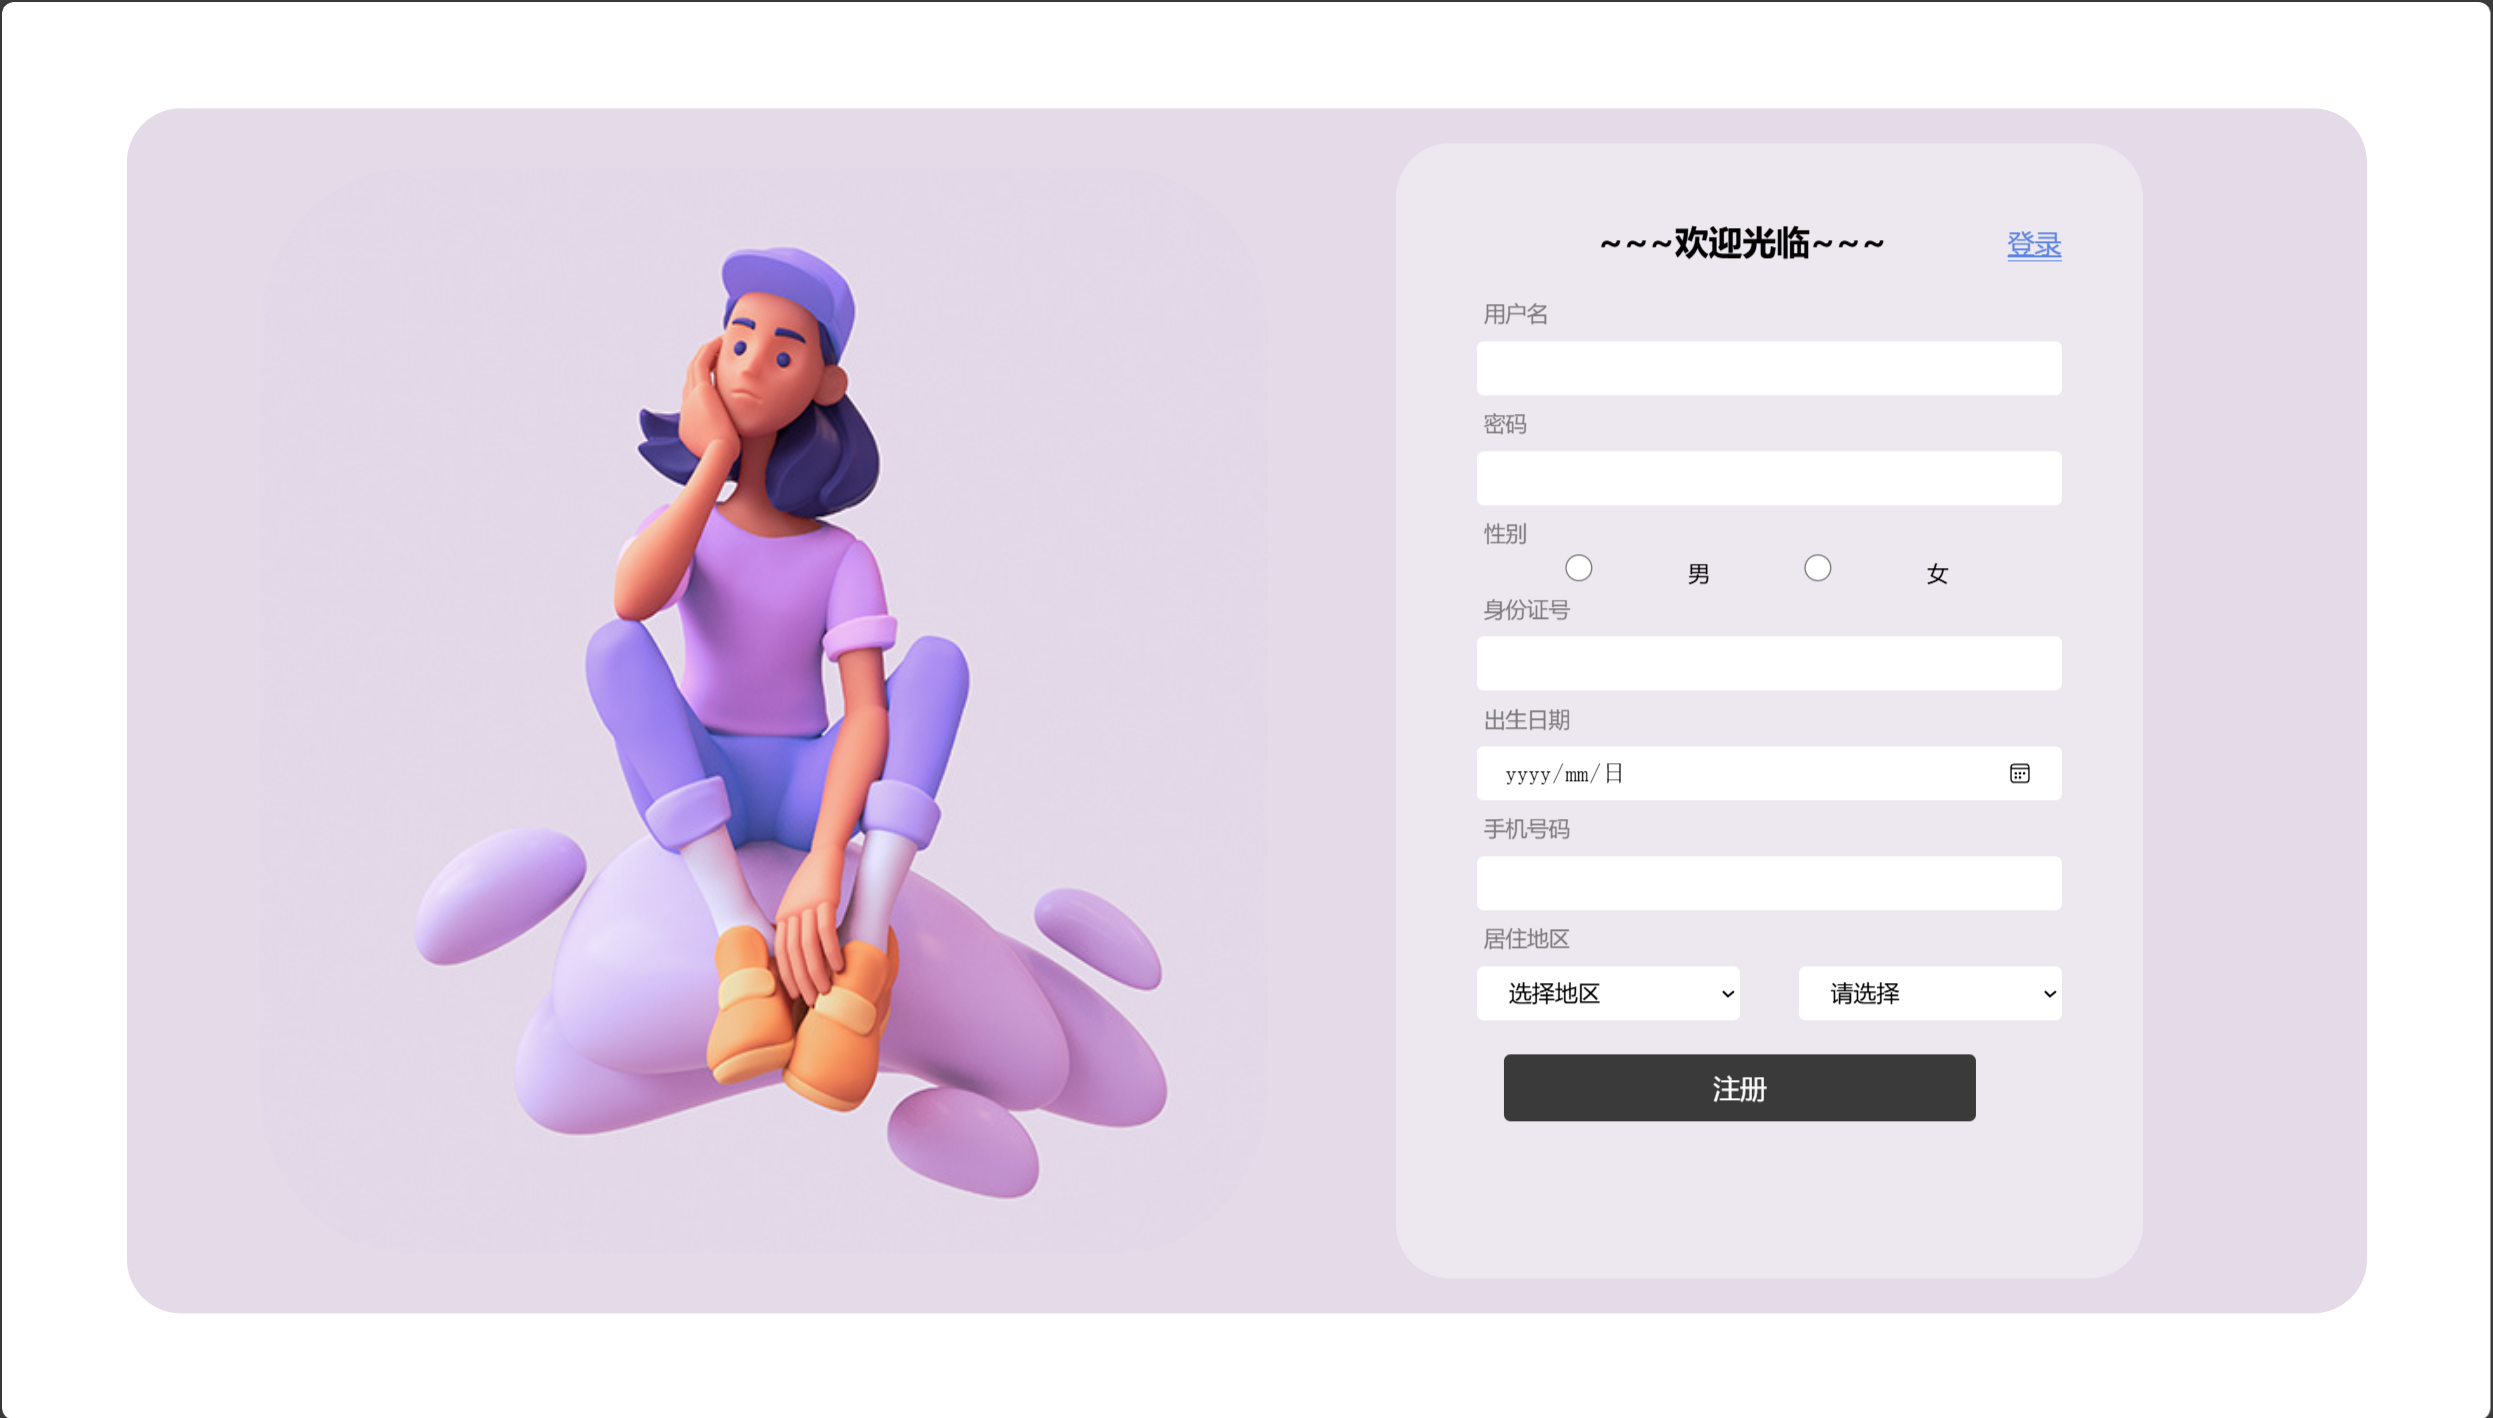 ~~~欢迎光临~~~ 登录
用户名
密码
性别
男 女
身份证号
出生日期
yyyy/mm/日
手机号码
居住地区
选择地区 请选择
注册